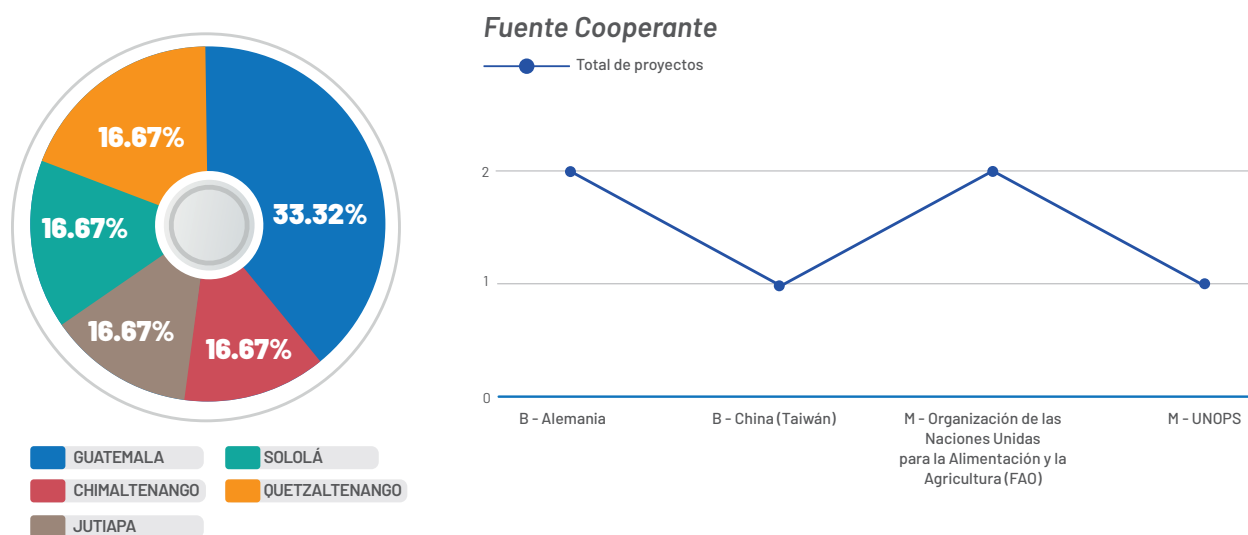 16.67%
33.32%
16.67%
16.67%
16.67%
GUATEMALA
SOLOLÁ
CHIMALTENANGO
QUETZALTENANGO
JUTIAPA
Fuente Cooperante
Total de proyectos
2
1
0
B - Alemania
B - China (Taiwán)
M - Organización de las
Naciones Unidas
para la Alimentación y la
Agricultura (FAO)
M - UNOPS